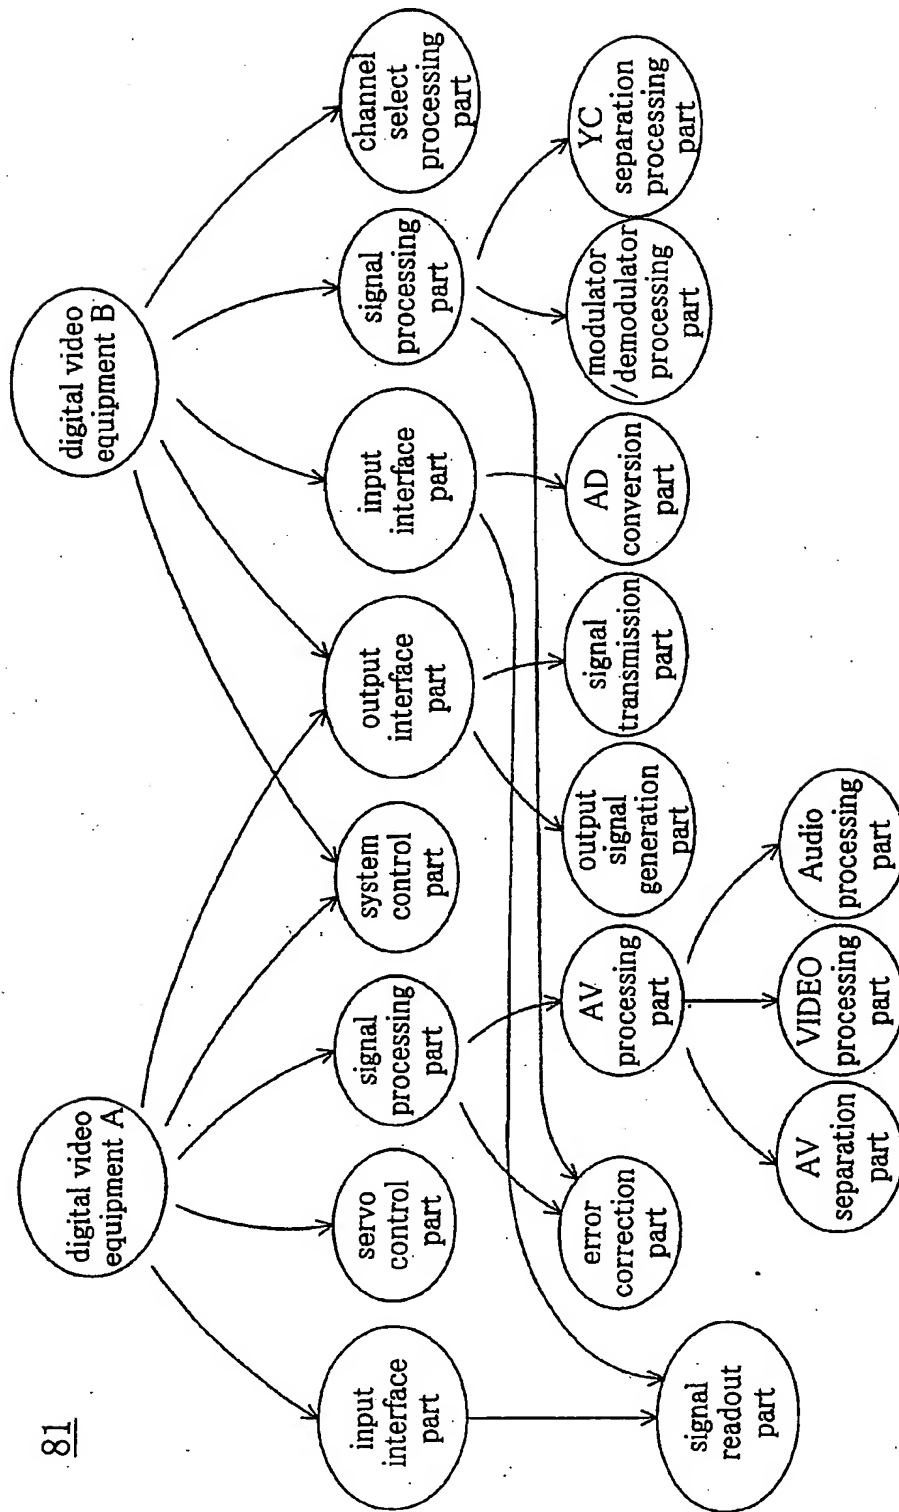 81
digital video
equipment A
digital video
equipment B
input
interface
part
servo
control
part
signal
processing
part
system
control
part
output
interface
part
input
interface
part
signal
processing
part
channel
select
processing
part
signal
readout
part
error
correction
part
AV
processing
part
output
signal
generation
part
signal
transmission
part
AD
conversion
part
modulator
/demodulator
processing
part
YC
separation
processing
part
AV
separation
part
VIDEO
processing
part
Audio
processing
part